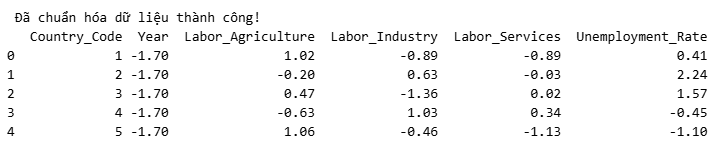 Đã chuẩn hóa dữ liệu thành công!
Country_Code Year Labor_Agriculture Labor_Industry Labor_Services Unemployment_Rate
0 1 -1.70 1.02 -0.89 -0.89 0.41
1 2 -1.70 -0.20 0.63 -0.03 2.24
2 3 -1.70 0.47 -1.36 0.02 1.57
3 4 -1.70 -0.63 1.03 0.34 -0.45
4 5 -1.70 1.06 -0.46 -1.13 -1.10